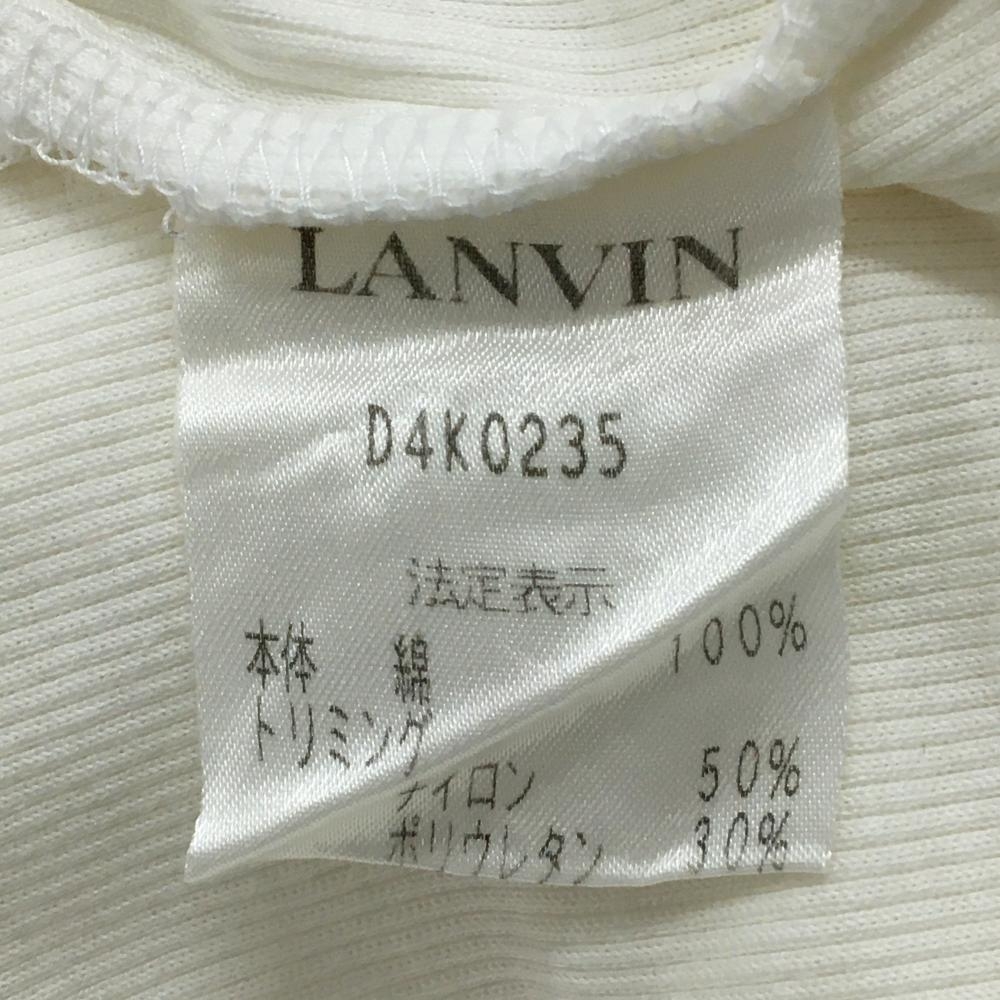 LANVIN
D4K0235
法定表示
本体 綿 100%
トリミング
ナイロン 50%
ポリウレタン 30%